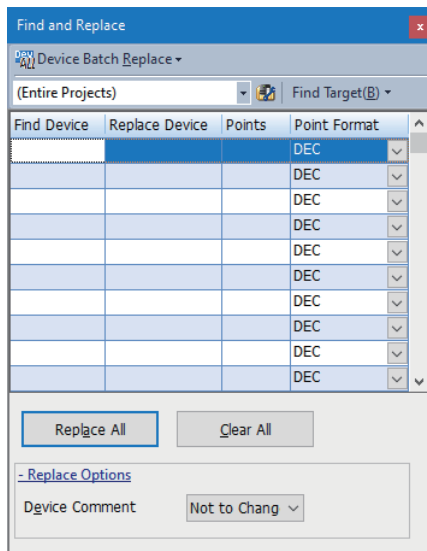 Find and Replace x
Device Batch Replace
(Entire Projects) Find Target(B)
Find Device Replace Device Points Point Format
DEC
DEC
DEC
DEC
DEC
DEC
DEC
DEC
DEC
DEC
Replace All Clear All
- Replace Options
Device Comment Not to Chang